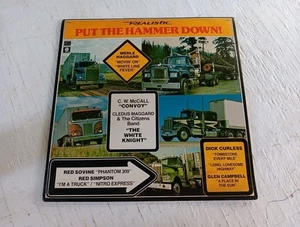 REALISTIC
PUT THE HAMMER DOWN!
MERLE
HAGGARD
"MOVIN' ON"
"WHITE LINE
FEVER"
C. W. McCALL
"CONVOY"
CLEDUS MAGGARD
& The Citizens
Band
"THE
WHITE
KNIGHT"
RED SOVINE "PHANTOM 309"
RED SIMPSON
"I'M A TRUCK" / "NITRO EXPRESS"
DICK CURLESS
"TOMBSTONE
EVERY MILE"
"LONG, LONESOME
HIGHWAY"
GLEN CAMPBELL
"A PLACE IN
THE SUN"